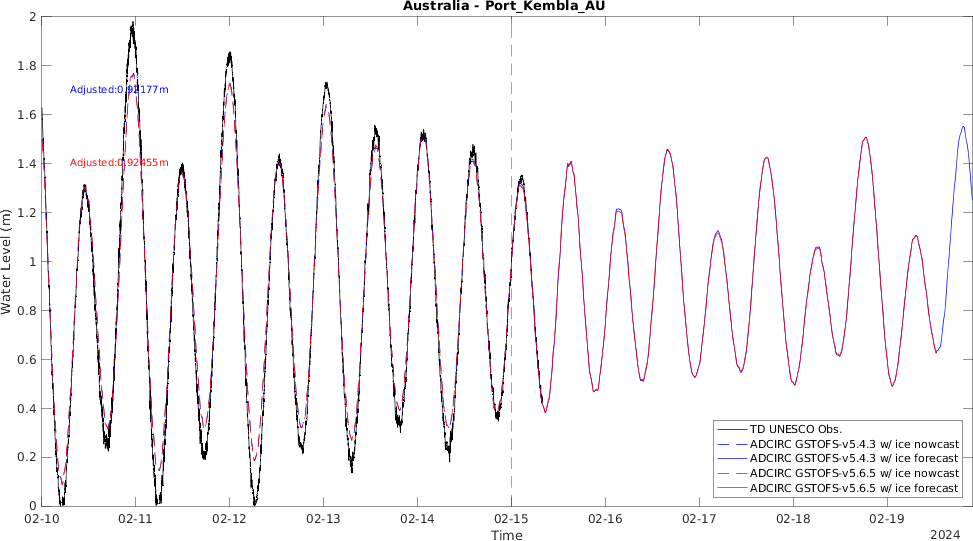 Australia - Port_Kembla_AU
Water Level (m)
2
1.8
1.6
1.4
1.2
1
0.8
0.6
0.4
0.2
0
Adjusted:0.92177m
Adjusted:0.92455m
TD UNESCO Obs.
ADCIRC GSTOFS-v5.4.3 w/ ice nowcast
ADCIRC GSTOFS-v5.4.3 w/ ice forecast
ADCIRC GSTOFS-v5.6.5 w/ ice nowcast
ADCIRC GSTOFS-v5.6.5 w/ ice forecast
02-10 02-11 02-12 02-13 02-14 02-15 02-16 02-17 02-18 02-19
Time
2024